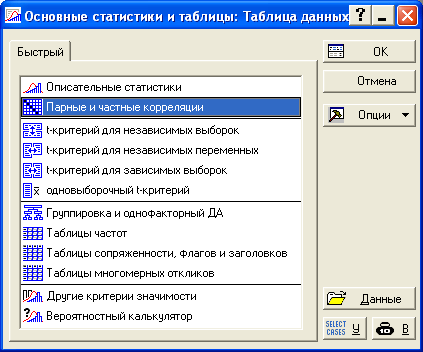 Основные статистики и таблицы: Таблица данных
?
Быстрый
Описательные статистики
Парные и частные корреляции
t-критерий для независимых выборок
t-критерий для независимых переменных
t-критерий для зависимых выборок
одновыборочный t-критерий
Группировка и однофакторный ДА
Таблицы частот
Таблицы сопряженности, флагов и заголовков
Таблицы многомерных откликов
Другие критерии значимости
Вероятностный калькулятор
OK
Отмена
Опции
Данные
SELECT
CASES
У
В